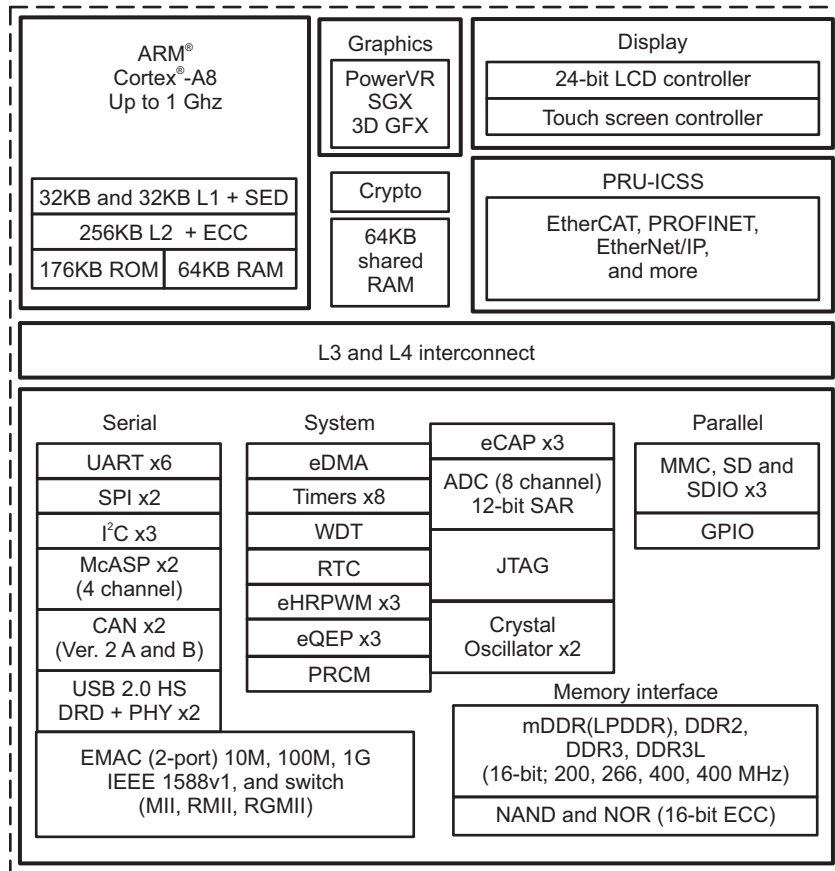 ARM®
Cortex®-A8
Up to 1 Ghz
32KB and 32KB L1 + SED
256KB L2 + ECC
176KB ROM
64KB RAM
Graphics
PowerVR
SGX
3D GFX
Crypto
64KB
shared
RAM
Display
24-bit LCD controller
Touch screen controller
PRU-ICSS
EtherCAT, PROFINET,
EtherNet/IP,
and more
L3 and L4 interconnect
Serial
UART x6
SPI x2
I²C x3
McASP x2
(4 channel)
CAN x2
(Ver. 2 A and B)
USB 2.0 HS
DRD + PHY x2
EMAC (2-port) 10M, 100M, 1G
IEEE 1588v1, and switch
(MII, RMII, RGMII)
System
eDMA
Timers x8
WDT
RTC
eHRPWM x3
eQEP x3
PRCM
eCAP x3
ADC (8 channel)
12-bit SAR
JTAG
Crystal
Oscillator x2
Parallel
MMC, SD and
SDIO x3
GPIO
Memory interface
mDDR(LPDDR), DDR2,
DDR3, DDR3L
(16-bit; 200, 266, 400, 400 MHz)
NAND and NOR (16-bit ECC)